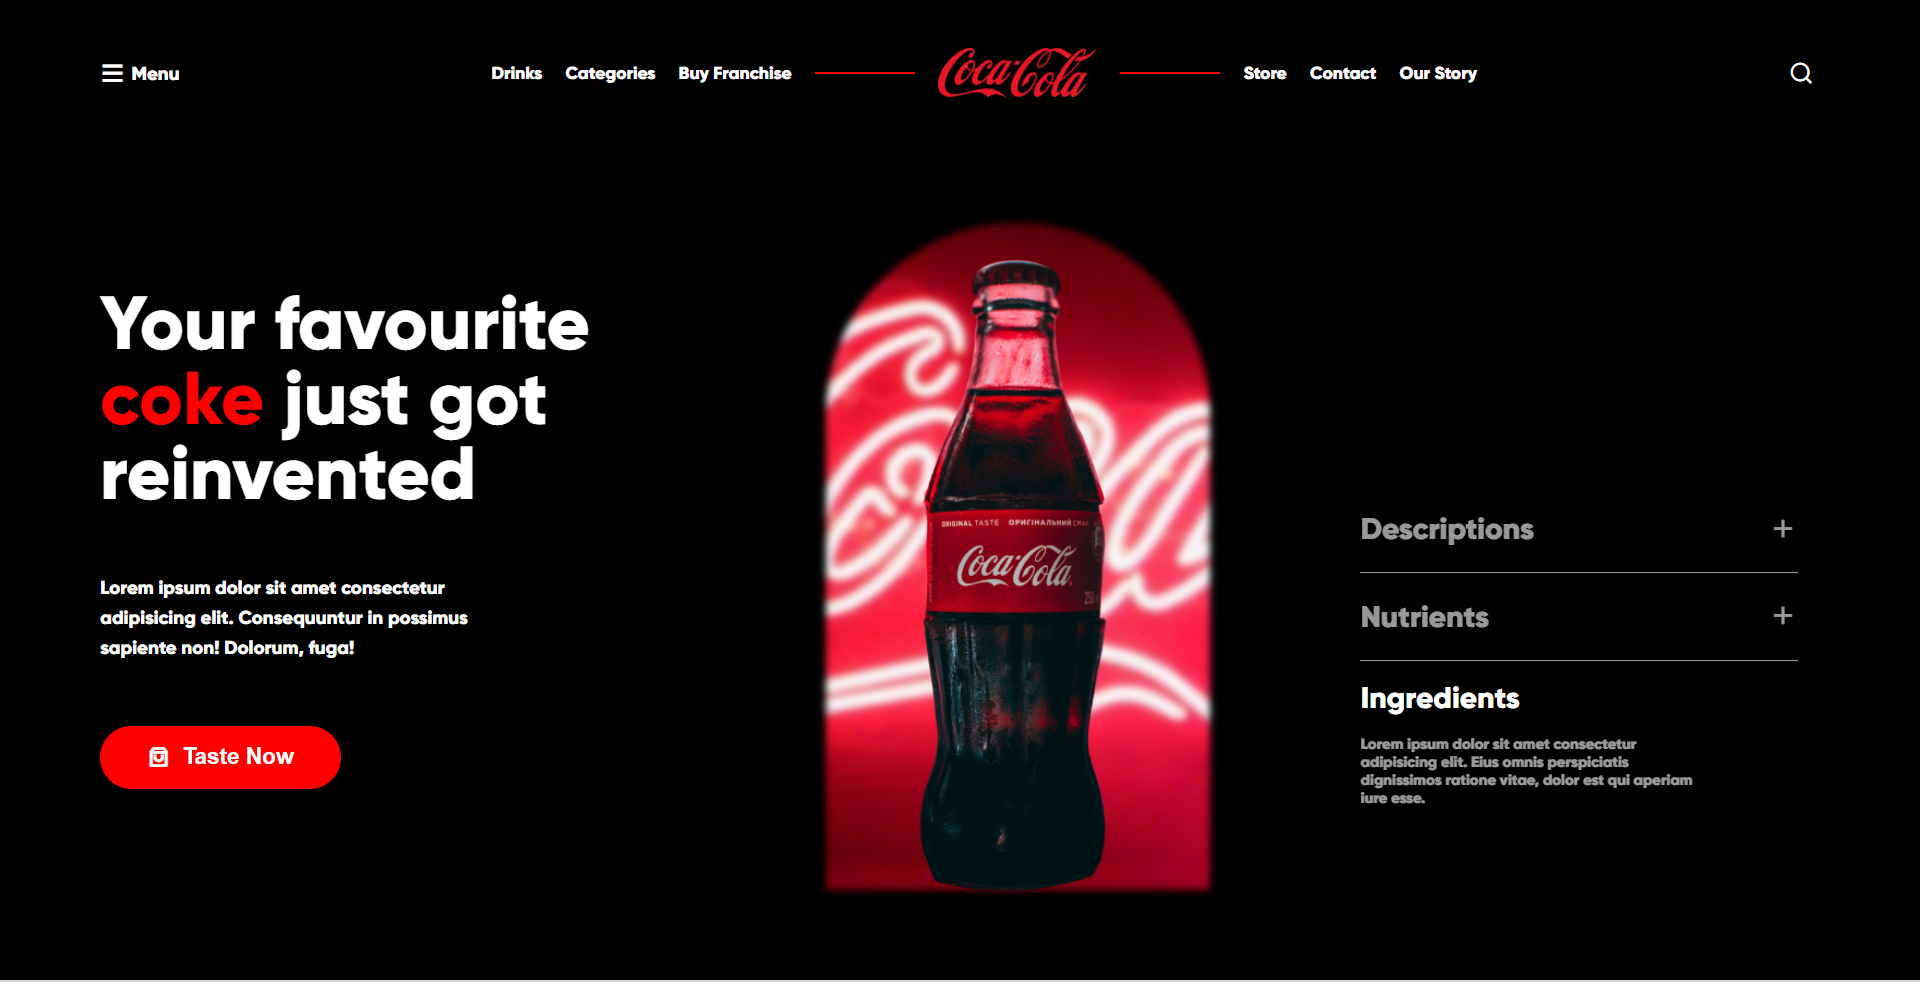 Menu
Drinks Categories Buy Franchise
Coca-Cola
Store Contact Our Story
Your favourite
coke just got
reinvented
Lorem ipsum dolor sit amet consectetur
adipisicing elit. Consequuntur in possimus
sapiente non! Dolorum, fuga!
Taste Now
ORIGINAL TASTE ОРИГІНАЛЬНИЙ СМАК
Coca-Cola
Descriptions
Nutrients
Ingredients
Lorem ipsum dolor sit amet consectetur
adipisicing elit. Eius omnis perspiciatis
dignissimos ratione vitae, dolor est qui aperiam
iure esse.